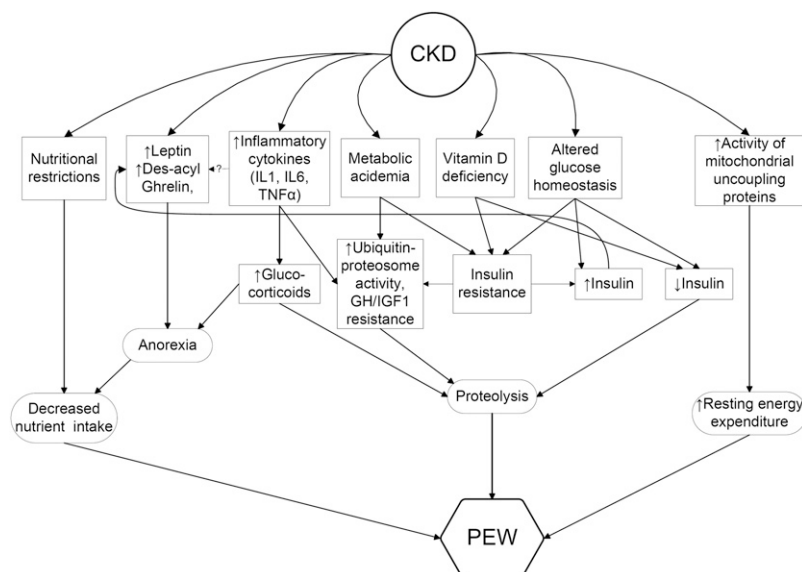 CKD
Nutritional
restrictions
↑Leptin
↑Des-acyl
Ghrelin,
?
↑Inflammatory
cytokines
(IL1, IL6,
TNFα)
Metabolic
acidemia
Vitamin D
deficiency
Altered
glucose
homeostasis
↑Activity of
mitochondrial
uncoupling
proteins
↑Gluco-
corticoids
↑Ubiquitin-
proteosome
activity,
GH/IGF1
resistance
Insulin
resistance
↑Insulin
↓Insulin
Anorexia
Proteolysis
Decreased
nutrient intake
↑Resting energy
expenditure
PEW